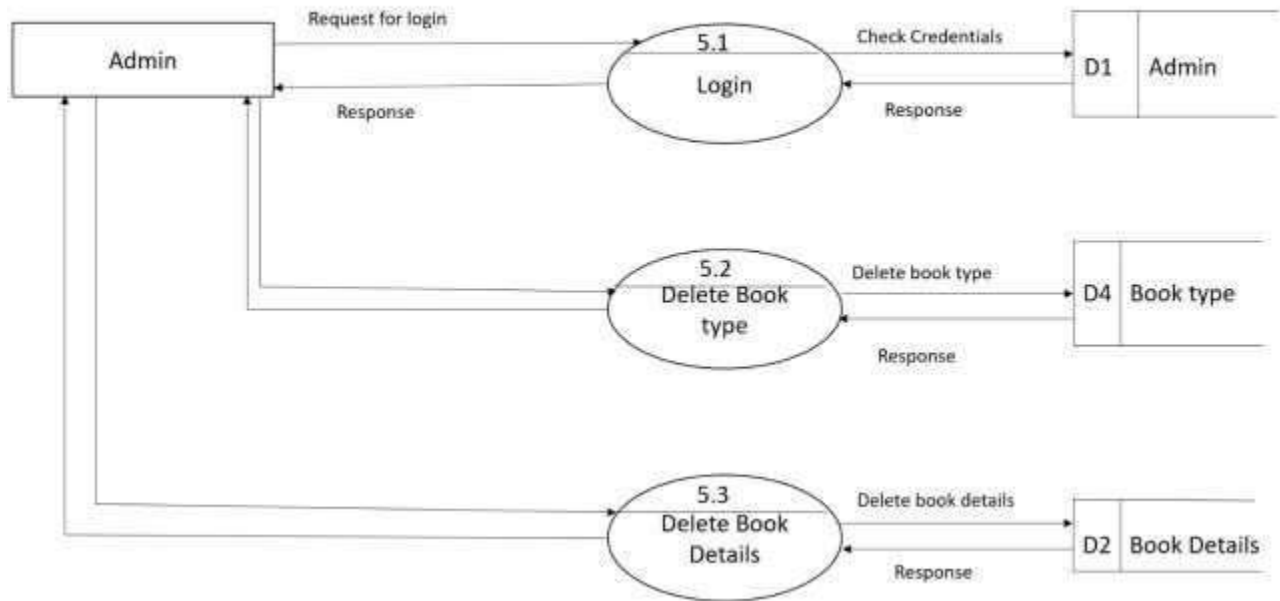 Request for login
Admin
Response
5.1
Login
Check Credentials
Response
D1
Admin
5.2
Delete Book
type
Delete book type
Response
D4
Book type
5.3
Delete Book
Details
Delete book details
Response
D2
Book Details